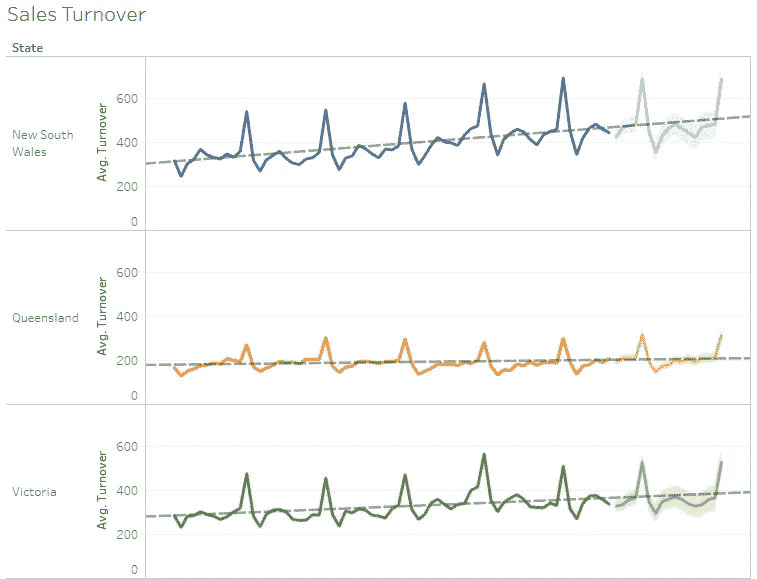 Sales Turnover
State
New South
Wales
Avg. Turnover
600
400
200
0
Queensland
Avg. Turnover
600
400
200
0
Victoria
Avg. Turnover
600
400
200
0